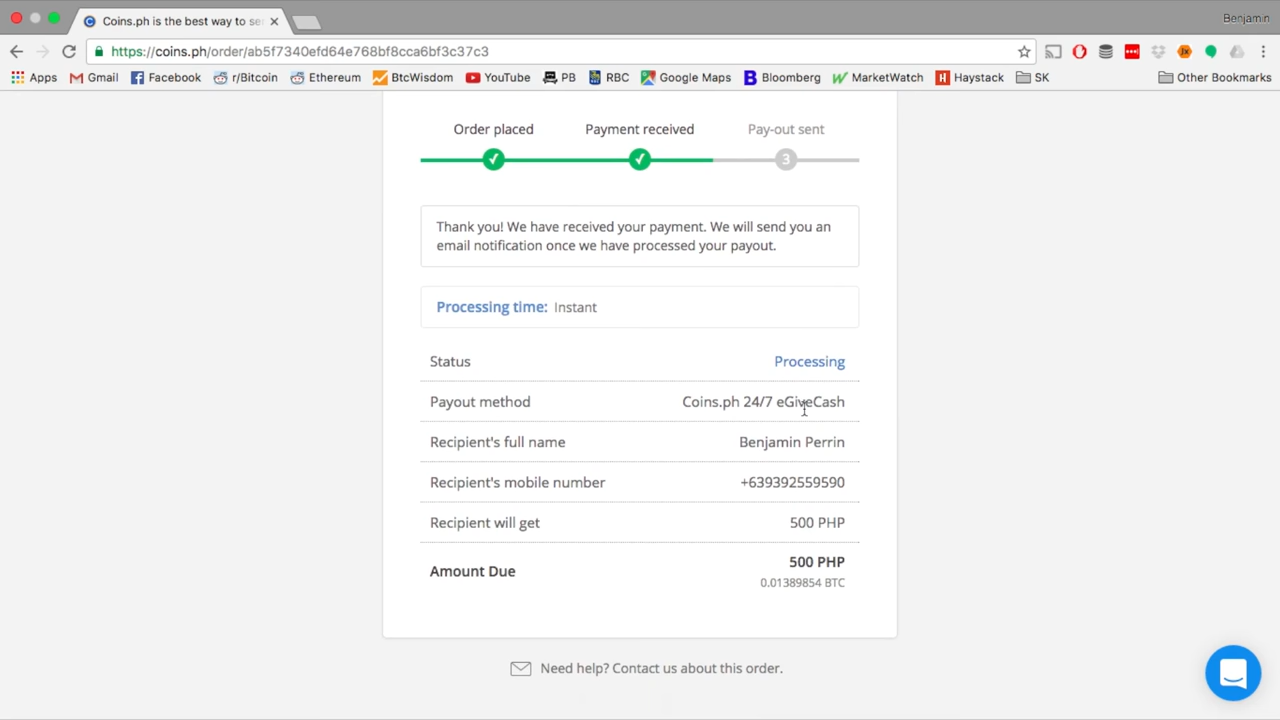 Coins.ph is the best way to se
Benjamin
https://coins.ph/order/ab5f7340efd64e768bf8cca6bf3c37c3
Apps Gmail Facebook r/Bitcoin Ethereum BtcWisdom YouTube PB RBC Google Maps Bloomberg MarketWatch Haystack SK Other Bookmarks
Order placed Payment received Pay-out sent
3
Thank you! We have received your payment. We will send you an
email notification once we have processed your payout.
Processing time: Instant
Status Processing
Payout method Coins.ph 24/7 eGiveCash
Recipient's full name Benjamin Perrin
Recipient's mobile number +639392559590
Recipient will get 500 PHP
Amount Due 500 PHP
0.01389854 BTC
Need help? Contact us about this order.